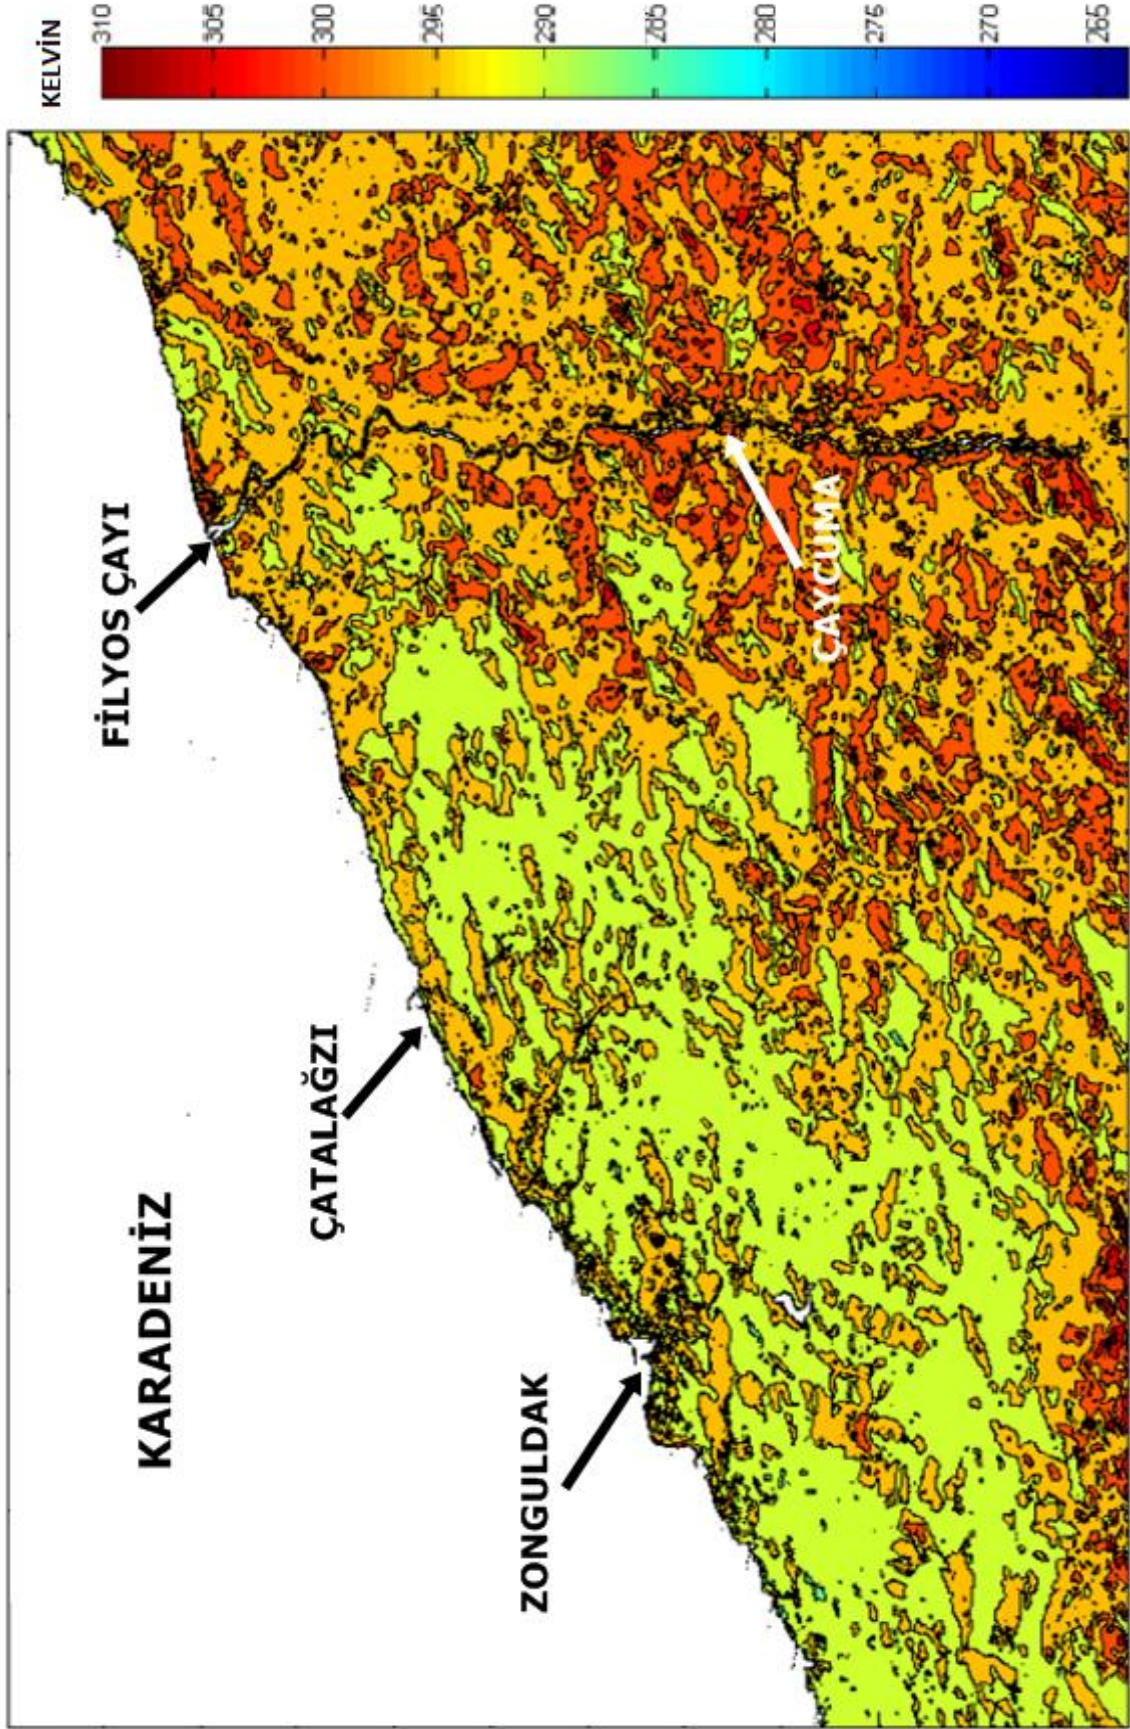 KELVİN
310
305
300
295
290
285
280
275
270
265
FİLYOS ÇAYI
ÇAYCUMA
ÇATALAĞZI
KARADENİZ
ZONGULDAK